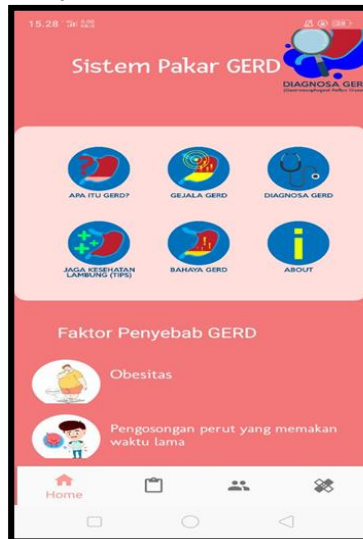 15.28
Sistem Pakar GERD
DIAGNOSA GER
APA ITU GERD?
GEJALA GERD
DIAGNOSA GERD
JAGA KESEHATAN
LAMBUNG (TIPS)
BAHAYA GERD
ABOUT
Faktor Penyebab GERD
Obesitas
Pengosongan perut yang memakan
waktu lama
Home